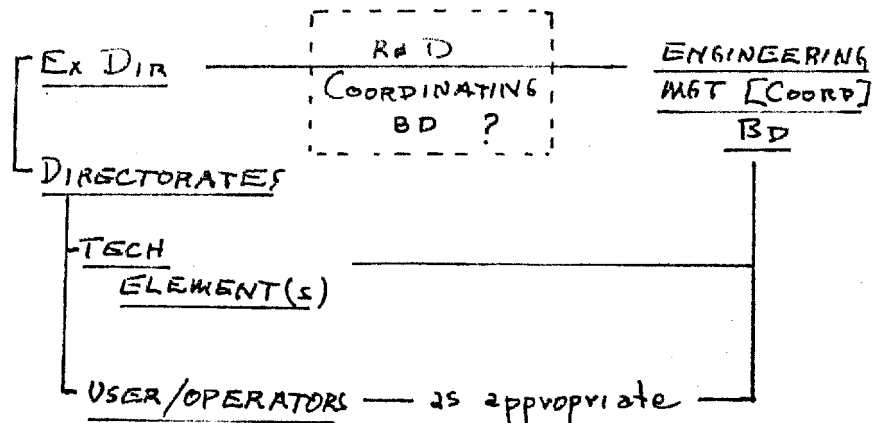 Ex DIR
R & D
COORDINATING
BD ?
ENGINEERING
MGT [COORD]
BD
DIRECTORATES
TECH
ELEMENT(s)
USER/OPERATORS — as appropriate